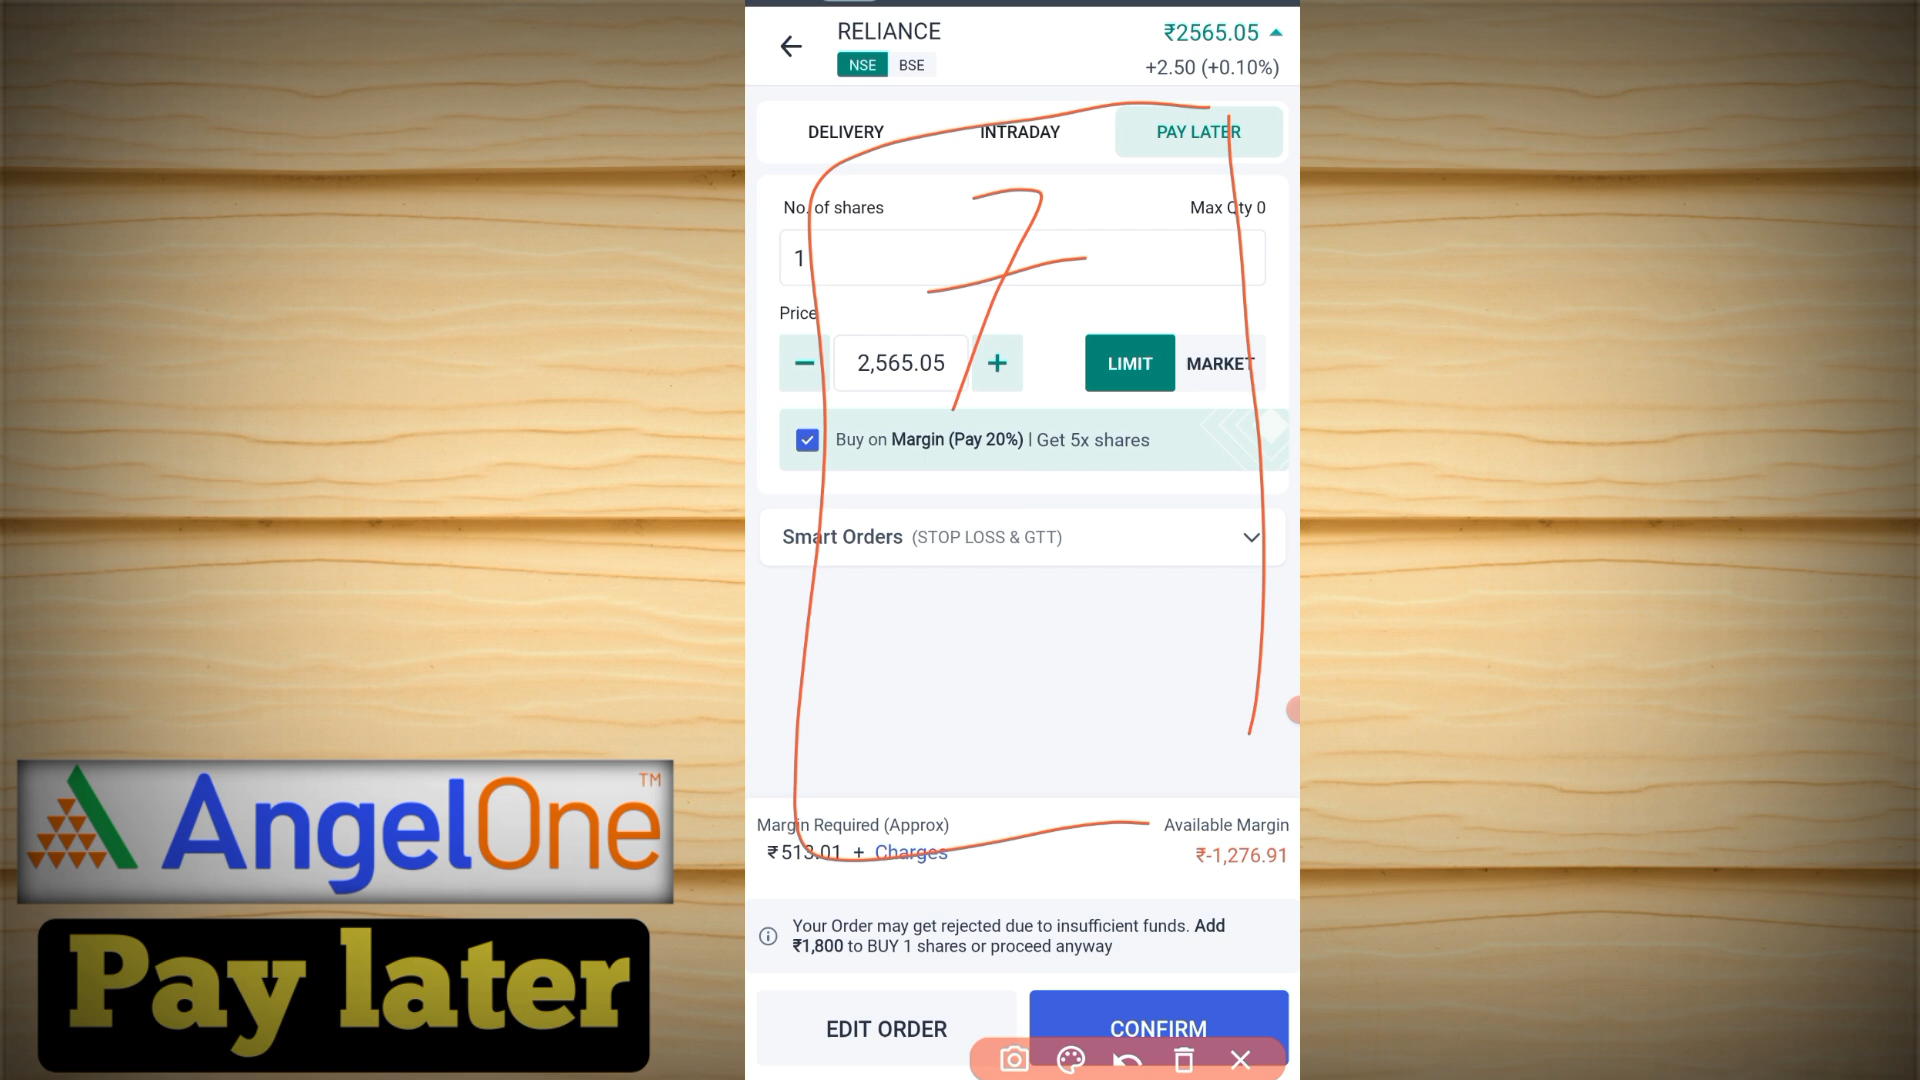 RELIANCE
₹2565.05
NSE BSE
+2.50 (+0.10%)
DELIVERY INTRADAY PAY LATER
No. of shares
Max Qty 0
1
7
Price
2,565.05
LIMIT MARKET
Buy on Margin (Pay 20%) | Get 5x shares
Smart Orders (STOP LOSS & GTT)
Margin Required (Approx)
Available Margin
₹513.01 + Charges
₹-1,276.91
Your Order may get rejected due to insufficient funds. Add
₹1,800 to BUY 1 shares or proceed anyway
EDIT ORDER CONFIRM
AngelOne TM
Pay later